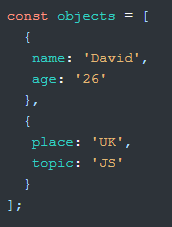 const objects = [
  {
   name: 'David',
   age: '26'
  },
  {
   place: 'UK',
   topic: 'JS'
  }
];